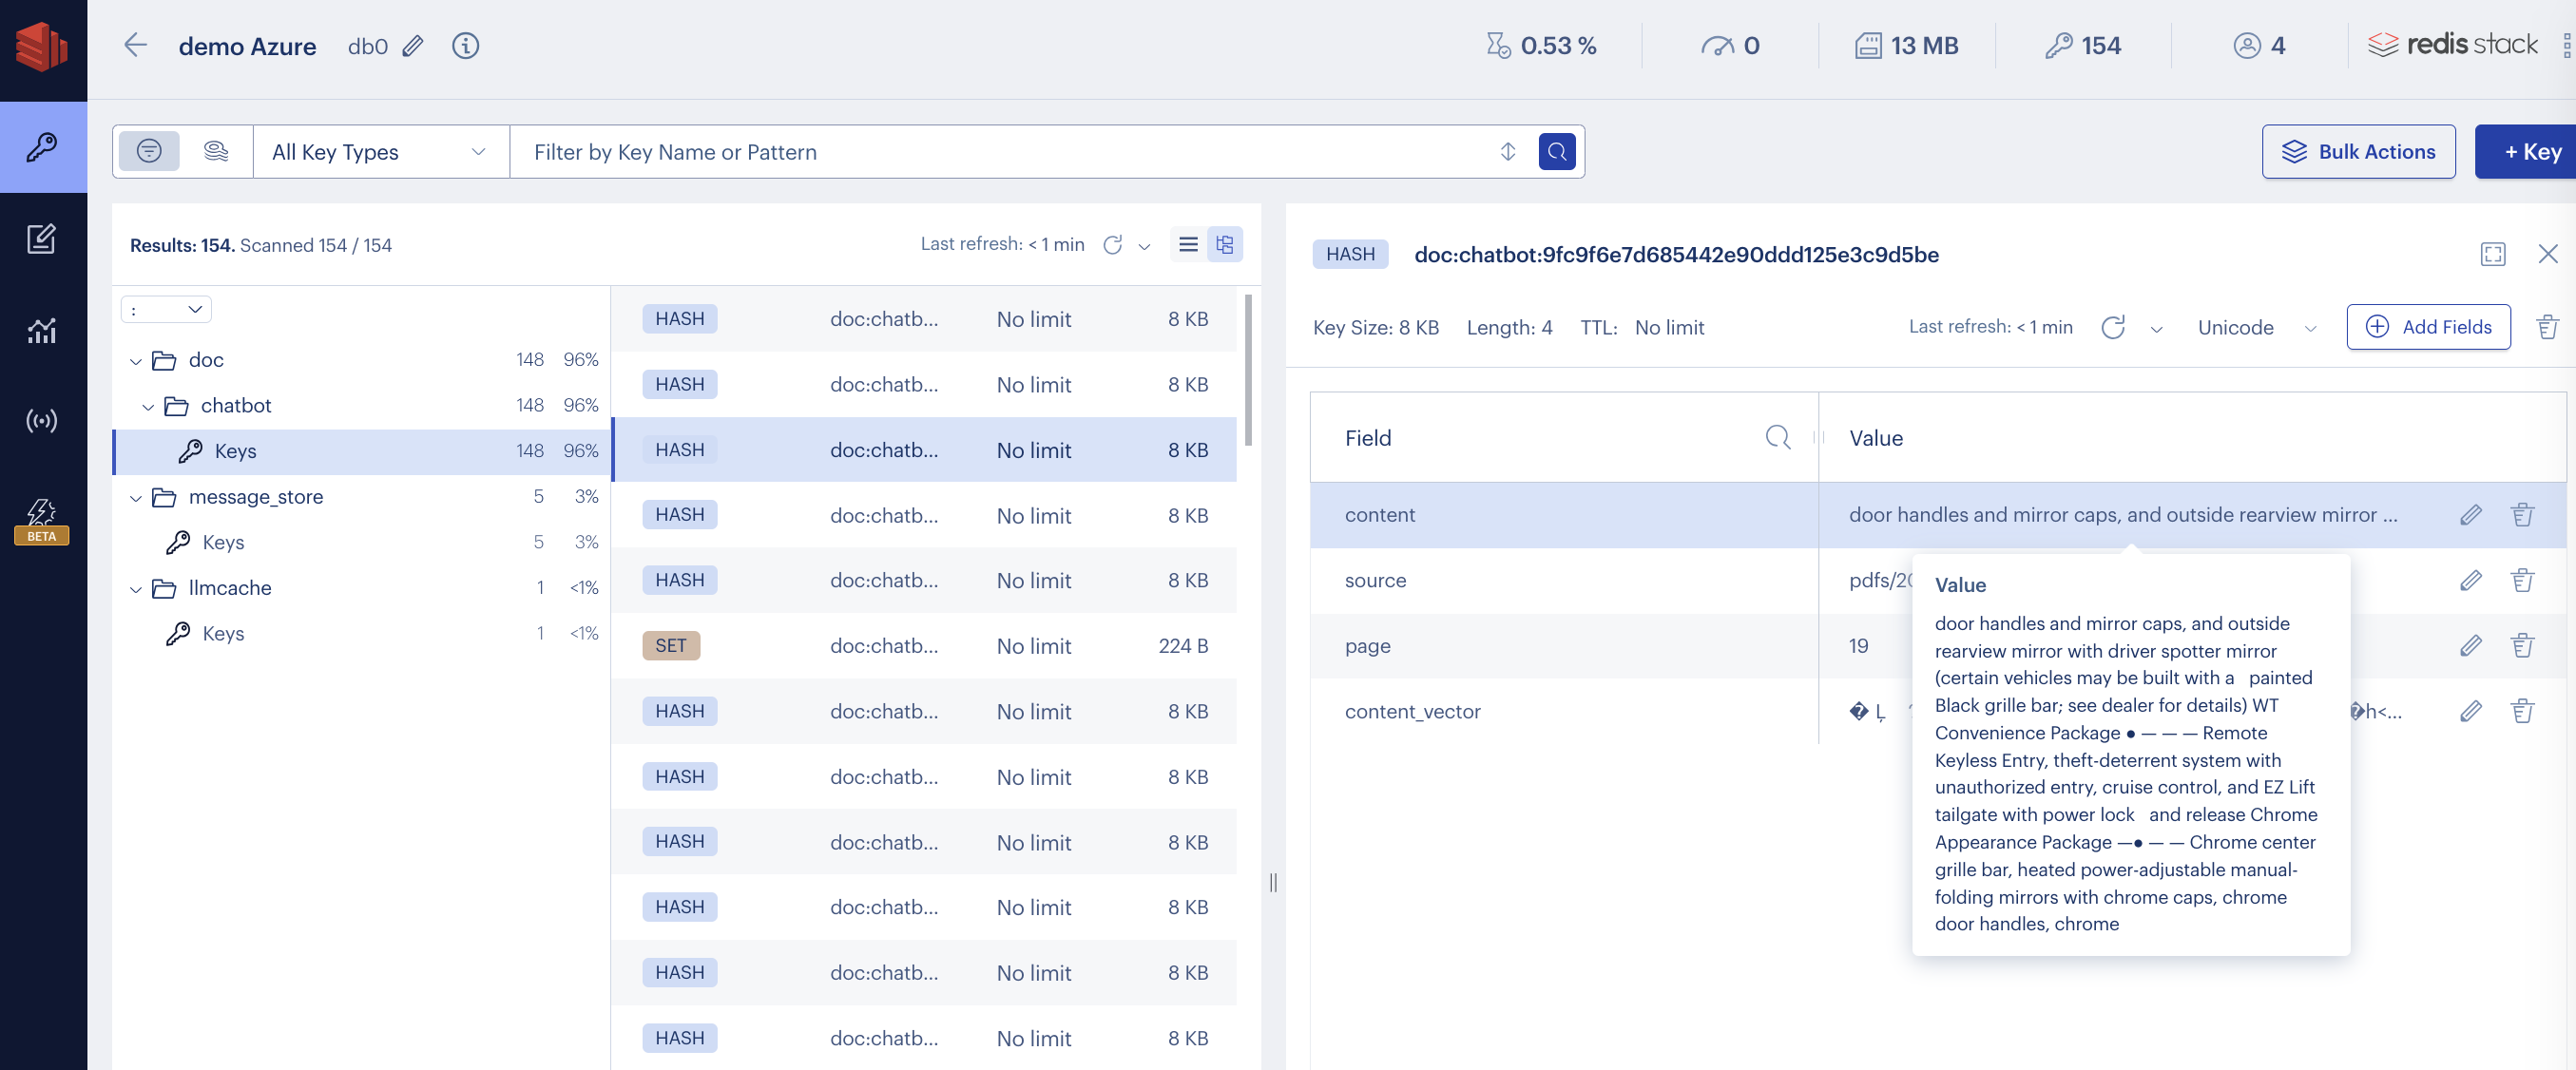 demo Azure db0 0.53 % 0 13 MB 154 4 redis stack
All Key Types Filter by Key Name or Pattern Bulk Actions + Key
BETA
Results: 154. Scanned 154 / 154 Last refresh: < 1 min
:
doc 148 96%
chatbot 148 96%
Keys 148 96%
message_store 5 3%
Keys 5 3%
llmcache 1 <1%
Keys 1 <1%
HASH doc:chatb... No limit 8 KB
HASH doc:chatb... No limit 8 KB
HASH doc:chatb... No limit 8 KB
HASH doc:chatb... No limit 8 KB
HASH doc:chatb... No limit 8 KB
SET doc:chatb... No limit 224 B
HASH doc:chatb... No limit 8 KB
HASH doc:chatb... No limit 8 KB
HASH doc:chatb... No limit 8 KB
HASH doc:chatb... No limit 8 KB
HASH doc:chatb... No limit 8 KB
HASH doc:chatb... No limit 8 KB
HASH doc:chatbot:9fc9f6e7d685442e90ddd125e3c9d5be
Key Size: 8 KB Length: 4 TTL: No limit Last refresh: < 1 min Unicode Add Fields
Field Value
content door handles and mirror caps, and outside rearview mirror ...
source pdfs/20
page 19
content_vector � Ļ �h<...
Value
door handles and mirror caps, and outside
rearview mirror with driver spotter mirror
(certain vehicles may be built with a painted
Black grille bar; see dealer for details) WT
Convenience Package ● — — — Remote
Keyless Entry, theft-deterrent system with
unauthorized entry, cruise control, and EZ Lift
tailgate with power lock and release Chrome
Appearance Package —● — — Chrome center
grille bar, heated power-adjustable manual-
folding mirrors with chrome caps, chrome
door handles, chrome